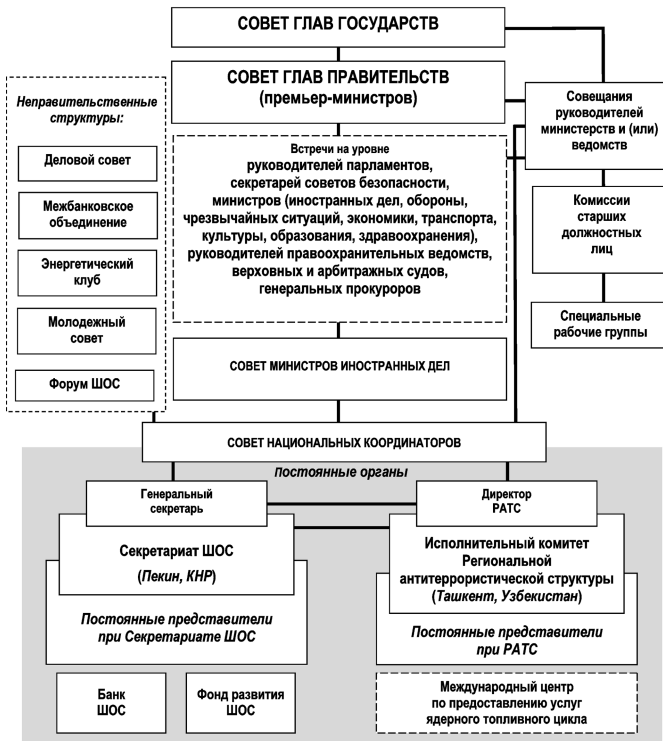 СОВЕТ ГЛАВ ГОСУДАРСТВ
СОВЕТ ГЛАВ ПРАВИТЕЛЬСТВ
(премьер-министров)
Неправительственные
структуры:
Деловой совет
Межбанковское
объединение
Энергетический
клуб
Молодежный
совет
Форум ШОС
Встречи на уровне
руководителей парламентов,
секретарей советов безопасности,
министров (иностранных дел, обороны,
чрезвычайных ситуаций, экономики, транспорта,
культуры, образования, здравоохранения),
руководителей правоохранительных ведомств,
верховных и арбитражных судов,
генеральных прокуроров
Совещания
руководителей
министерств и (или)
ведомств
Комиссии
старших
должностных
лиц
Специальные
рабочие группы
СОВЕТ МИНИСТРОВ ИНОСТРАННЫХ ДЕЛ
СОВЕТ НАЦИОНАЛЬНЫХ КООРДИНАТОРОВ
Постоянные органы
Генеральный
секретарь
Секретариат ШОС
(Пекин, КНР)
Постоянные представители
при Секретариате ШОС
Директор
РАТС
Исполнительный комитет
Региональной
антитеррористической структуры
(Ташкент, Узбекистан)
Постоянные представители
при РАТС
Банк
ШОС
Фонд развития
ШОС
Международный центр
по предоставлению услуг
ядерного топливного цикла